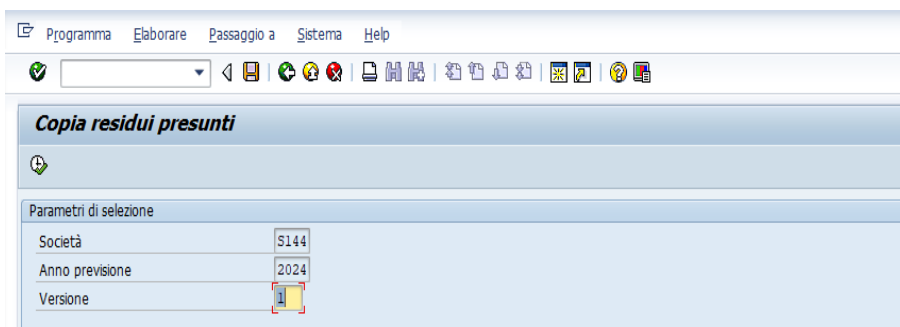 Programma Elaborare Passaggio a Sistema Help
Copia residui presunti
Parametri di selezione
Società S144
Anno previsione 2024
Versione 1